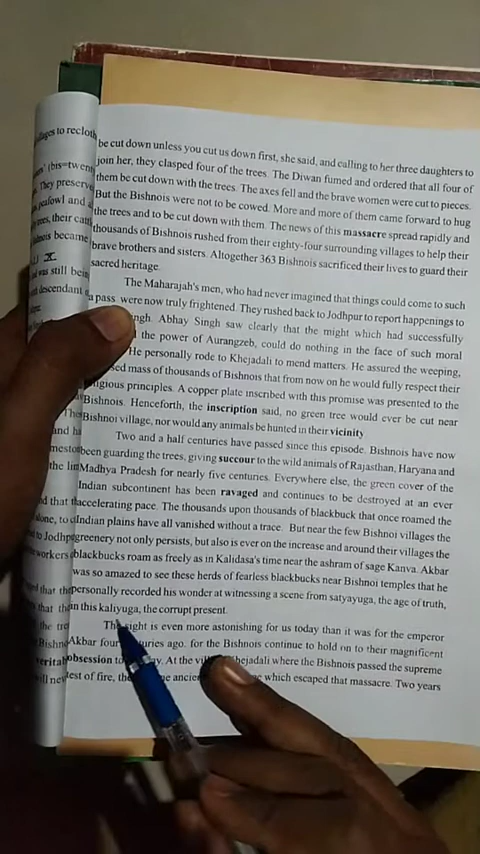 be cut down unless you cut us down first, she said, and calling to her three daughters to
join her, they clasped four of the trees. The Diwan fumed and ordered that all four of
them be cut down with the trees. The axes fell and the brave women were cut to pieces.
But the Bishnois were not to be cowed. More and more of them came forward to hug
the trees and to be cut down with them. The news of this massacre spread rapidly and
thousands of Bishnois rushed from their eighty-four surrounding villages to help their
brave brothers and sisters. Altogether 363 Bishnois sacrificed their lives to guard their
sacred heritage.
The Maharajah's men, who had never imagined that things could come to such
a pass were now truly frightened. They rushed back to Jodhpur to report happenings to
Abhay Singh saw clearly that the might which had successfully
the power of Aurangzeb, could do nothing in the face of such moral
He personally rode to Khejadali to mend matters. He assured the weeping,
mass of thousands of Bishnois that from now on he would fully respect their
principles. A copper plate inscribed with this promise was presented to the
Bishnois. Henceforth, the inscription said, no green tree would ever be cut near
Bishnoi village, nor would any animals be hunted in their vicinity
Two and a half centuries have passed since this episode. Bishnois have now
been guarding the trees, giving succour to the wild animals of Rajasthan, Haryana and
Madhya Pradesh for nearly five centuries. Everywhere else, the green cover of the
Indian subcontinent has been ravaged and continues to be destroyed at an ever
accelerating pace. The thousands upon thousands of blackbuck that once roamed the
Indian plains have all vanished without a trace. But near the few Bishnoi villages the
greenery not only persists, but also is ever on the increase and around their villages the
blackbucks roam as freely as in Kalidasa's time near the ashram of sage Kanva. Akbar
was so amazed to see these herds of fearless blackbucks near Bishnoi temples that he
personally recorded his wonder at witnessing a scene from satyayuga, the age of truth,
in this kaliyuga, the corrupt present.
The sight is even more astonishing for us today than it was for the emperor
Akbar four ago. for the Bishnois continue to hold on to their magnificent
obsession At the Khejadali where the Bishnois passed the supreme
test of fire, which escaped that massacre. Two years